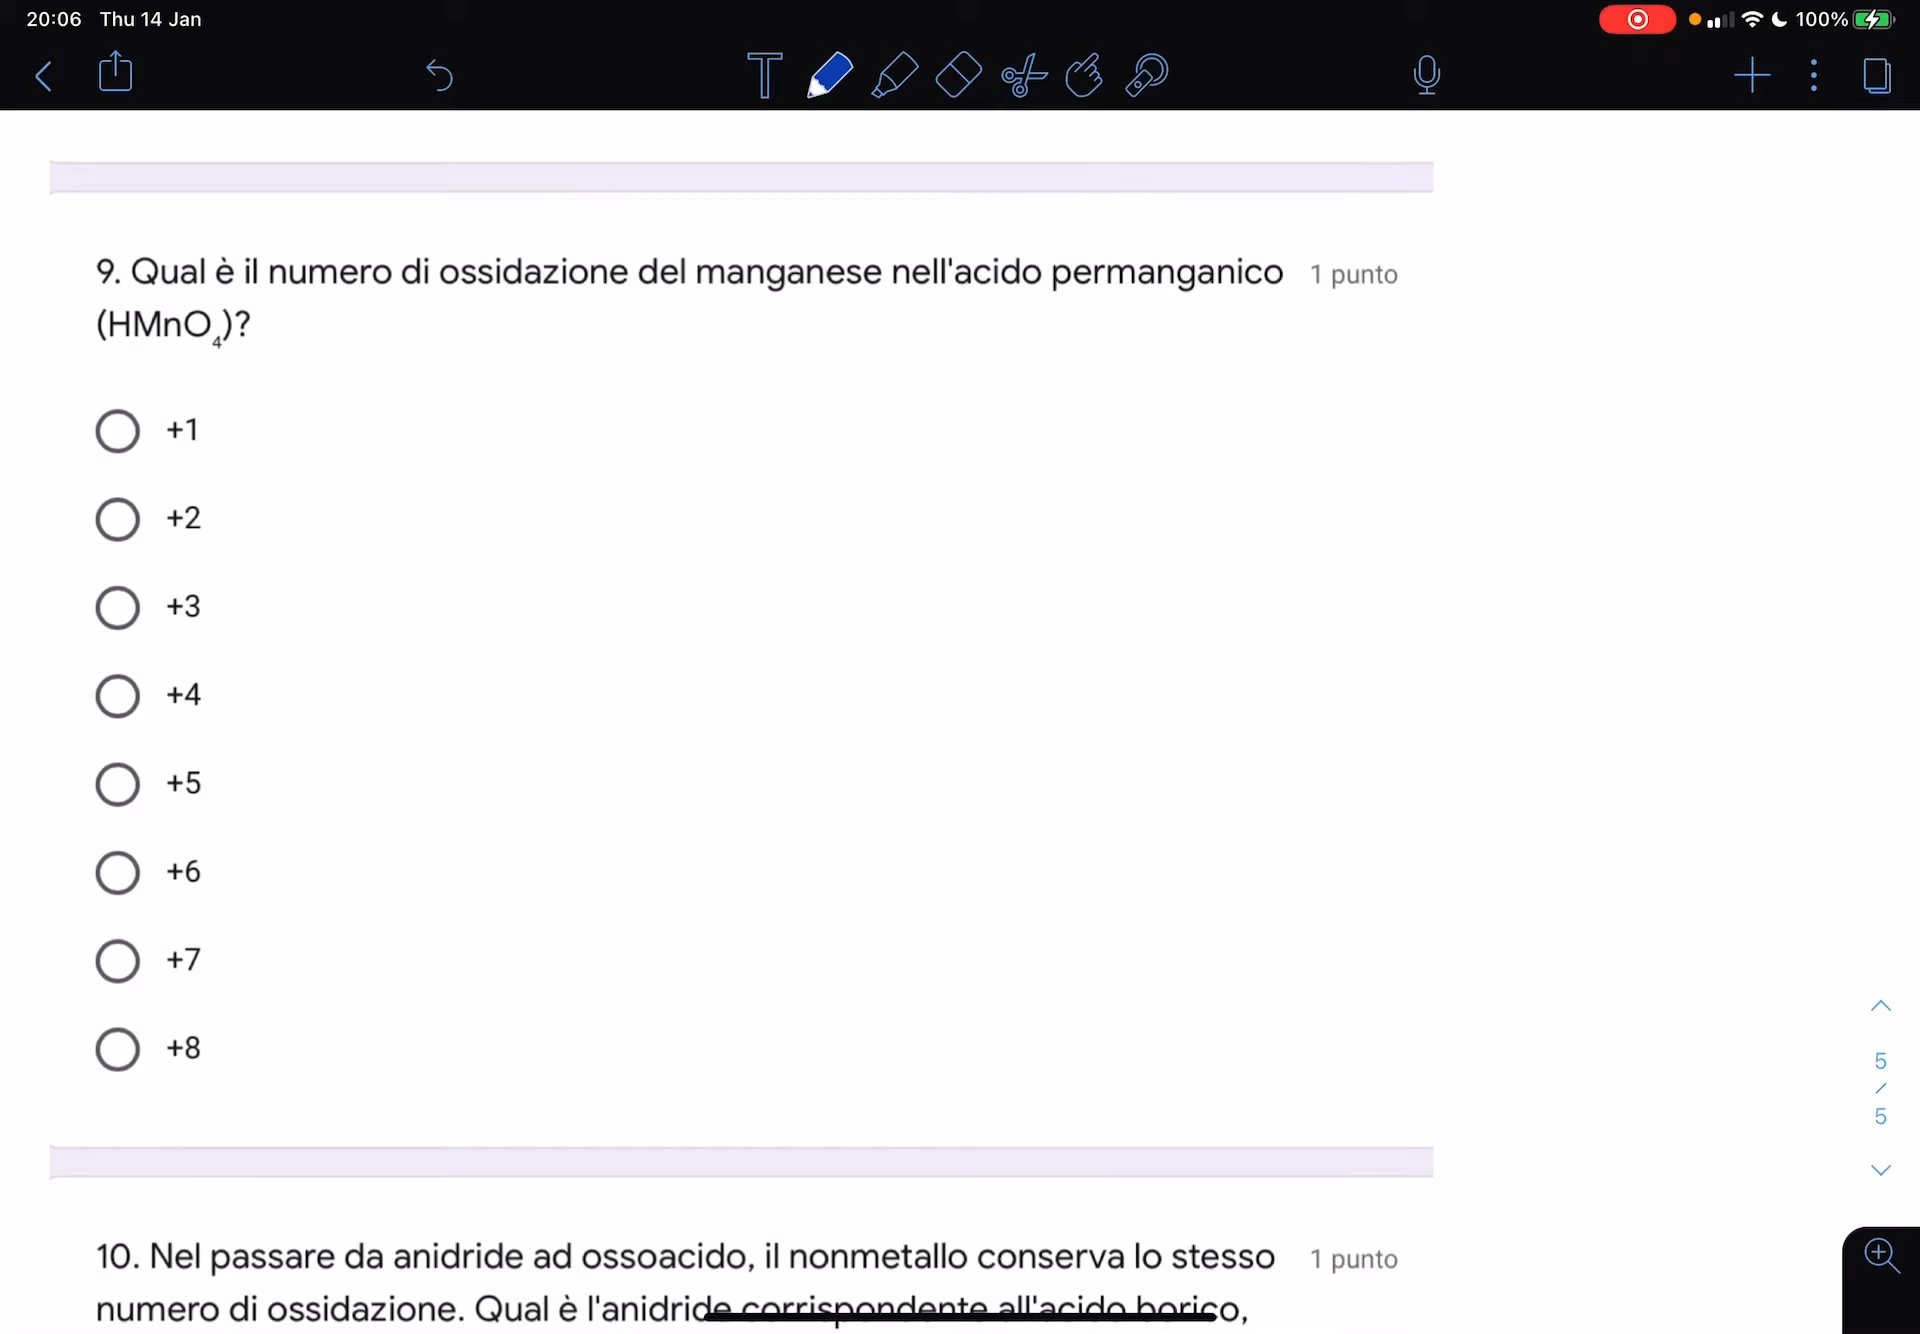 20:06 Thu 14 Jan
100%
9. Qual è il numero di ossidazione del manganese nell'acido permanganico 1 punto
(HMnO₄)?
+1
+2
+3
+4
+5
+6
+7
+8
5
/
5
10. Nel passare da anidride ad ossoacido, il nonmetallo conserva lo stesso 1 punto
numero di ossidazione. Qual è l'anidride corrispondente all'acido borico,